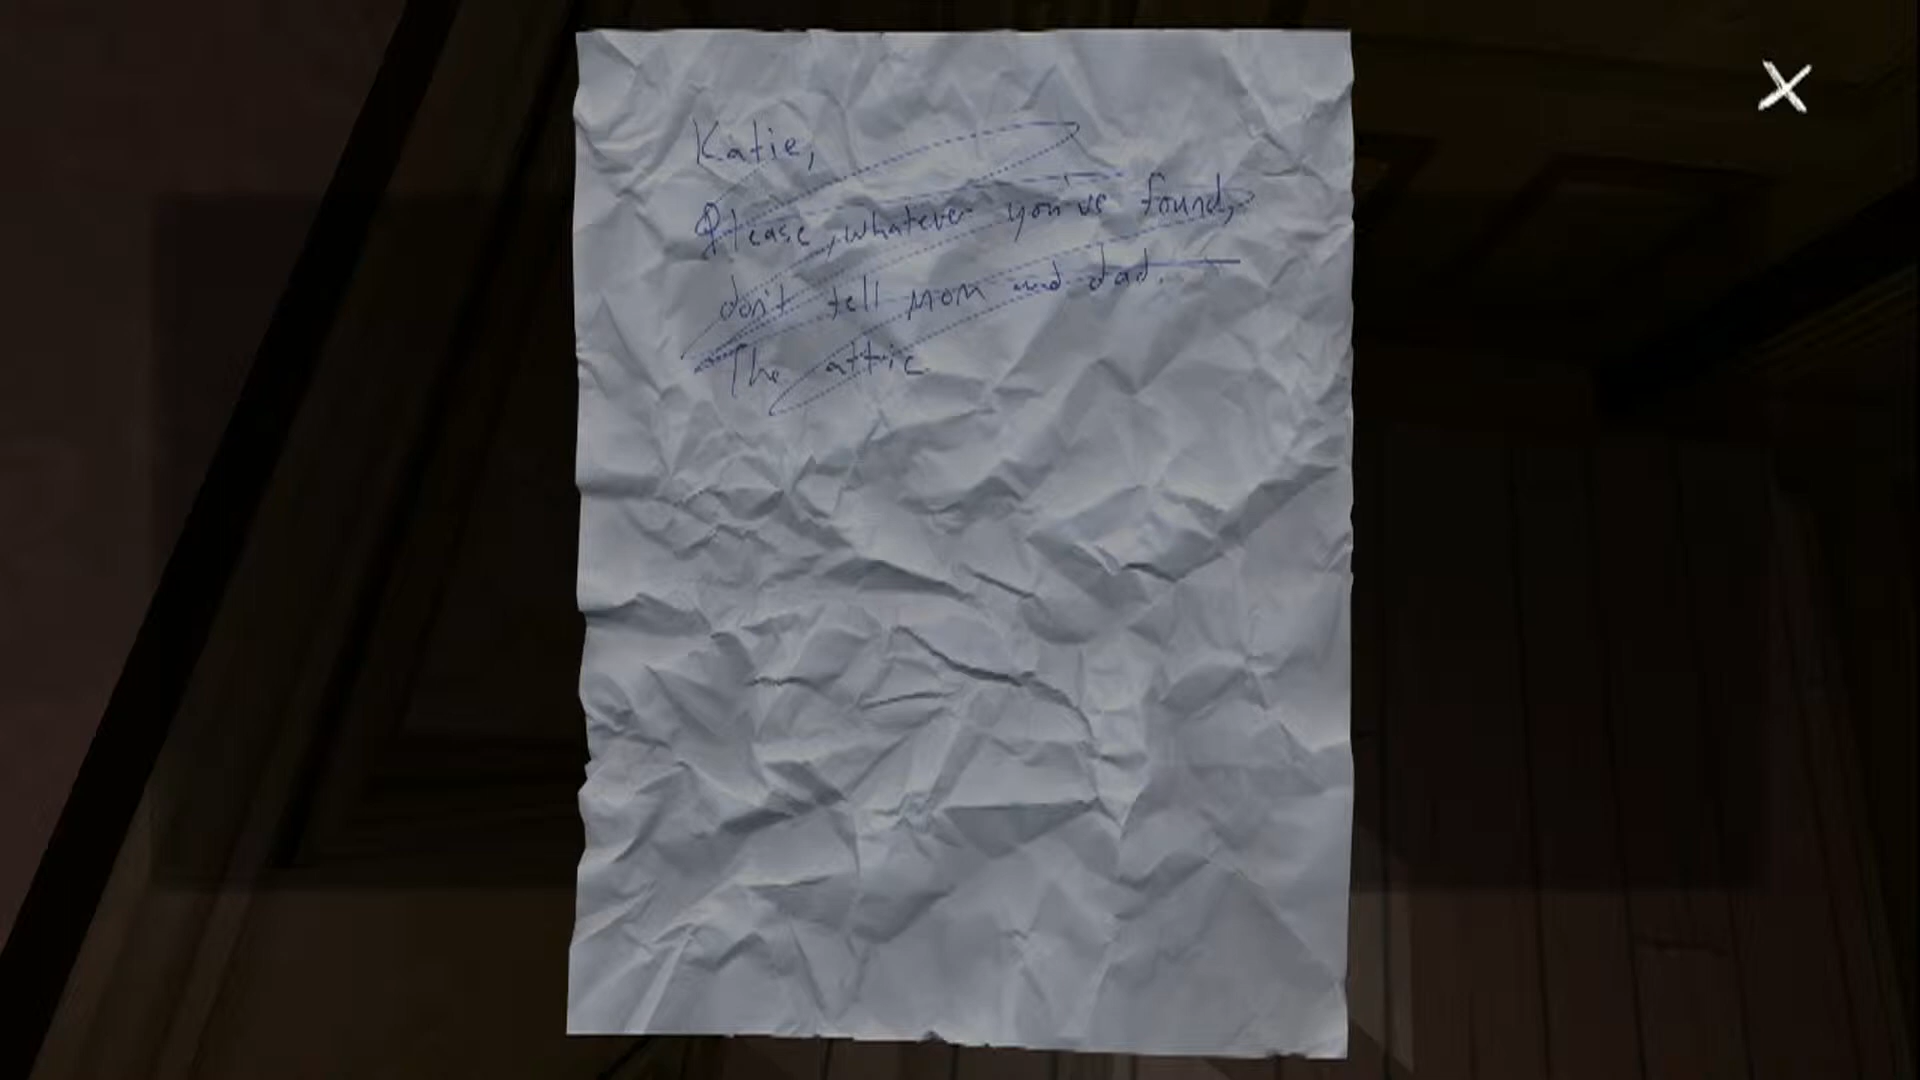 Katie,
Please, whatever you've found,
don't tell Mom and dad.
The attic